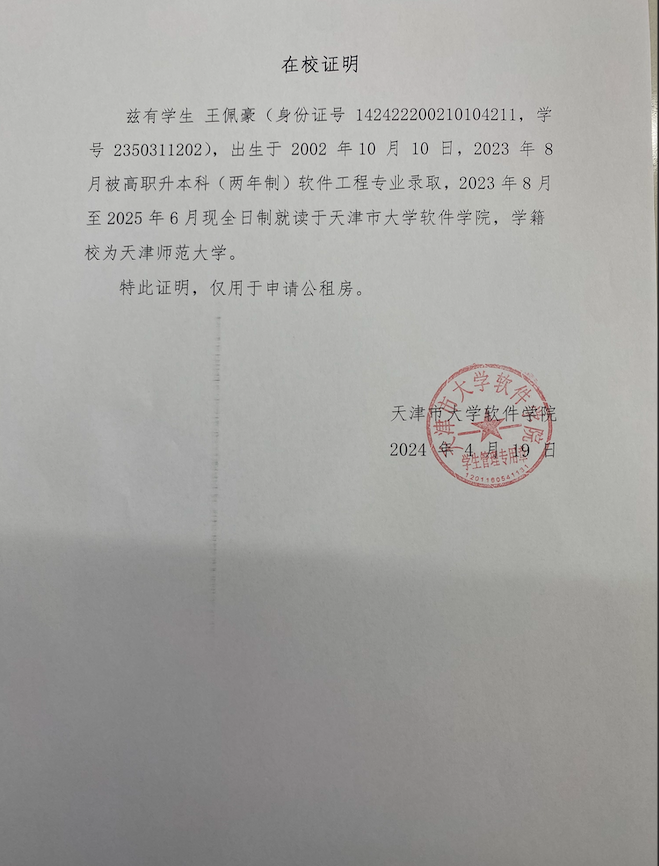 在校证明
兹有学生 王佩豪（身份证号 142422200210104211，学
号 2350311202），出生于 2002 年 10 月 10 日，2023 年 8
月被高职升本科（两年制）软件工程专业录取，2023 年 8 月
至 2025 年 6 月现全日制就读于天津市大学软件学院，学籍
校为天津师范大学。
特此证明，仅用于申请公租房。
天津市大学软件学院
2024 年 4 月 19 日
天津市大学软件学院
学生管理专用章
1201160541131